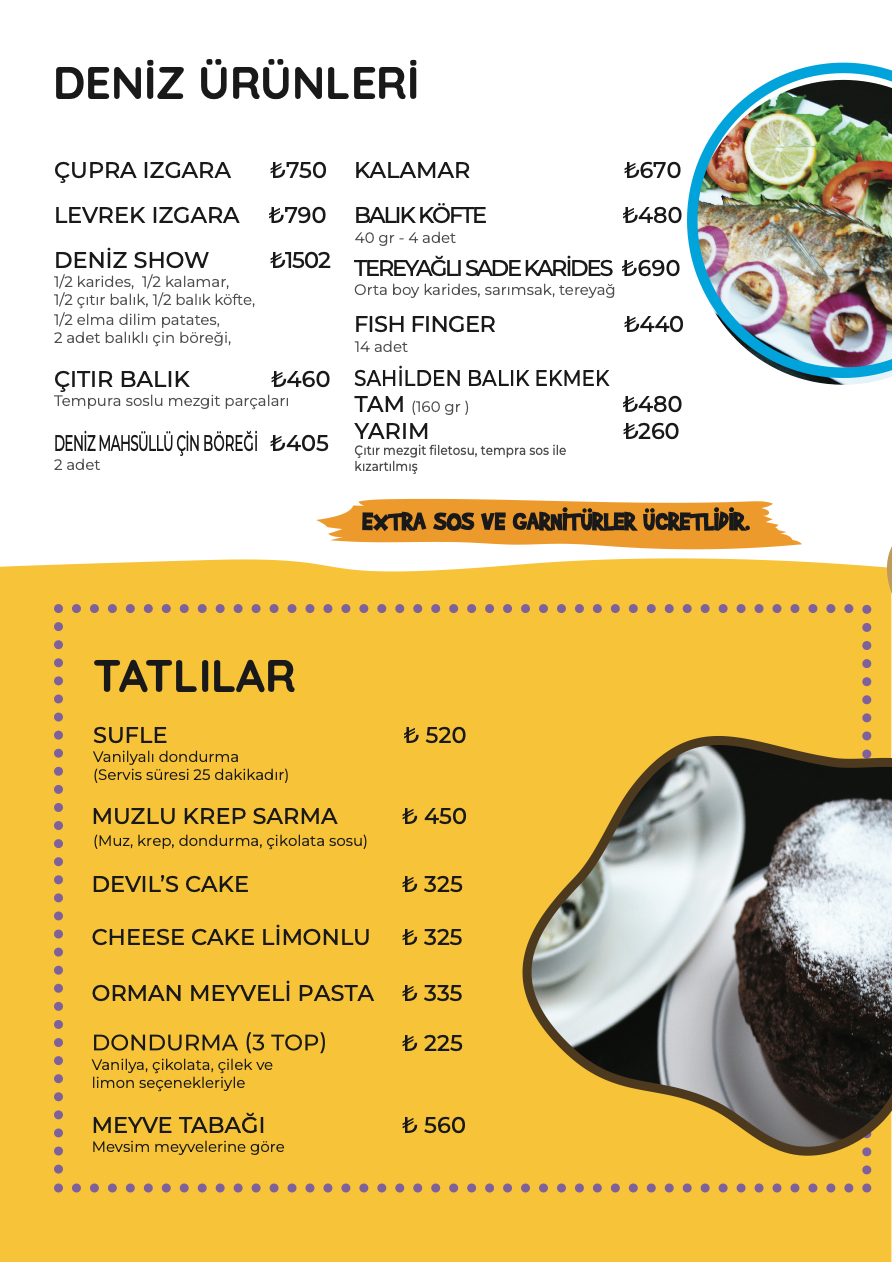 DENİZ ÜRÜNLERİ
ÇUPRA IZGARA ₺750
LEVREK IZGARA ₺790
DENİZ SHOW ₺1502
1/2 karides, 1/2 kalamar,
1/2 çıtır balık, 1/2 balık köfte,
1/2 elma dilim patates,
2 adet balıklı çin böreği,
ÇITIR BALIK ₺460
Tempura soslu mezgit parçaları
DENİZ MAHSÜLLÜ ÇİN BÖREĞİ ₺405
2 adet
KALAMAR ₺670
BALIK KÖFTE ₺480
40 gr - 4 adet
TEREYAĞLI SADE KARİDES ₺690
Orta boy karides, sarımsak, tereyağ
FISH FINGER ₺440
14 adet
SAHİLDEN BALIK EKMEK
TAM (160 gr ) ₺480
YARIM ₺260
Çıtır mezgit filetosu, tempra sos ile
kızartılmış
EXTRA SOS VE GARNİTÜRLER ÜCRETLİDİR.
TATLILAR
SUFLE ₺ 520
Vanilyalı dondurma
(Servis süresi 25 dakikadır)
MUZLU KREP SARMA ₺ 450
(Muz, krep, dondurma, çikolata sosu)
DEVIL’S CAKE ₺ 325
CHEESE CAKE LİMONLU ₺ 325
ORMAN MEYVELİ PASTA ₺ 335
DONDURMA (3 TOP) ₺ 225
Vanilya, çikolata, çilek ve
limon seçenekleriyle
MEYVE TABAĞI ₺ 560
Mevsim meyvelerine göre